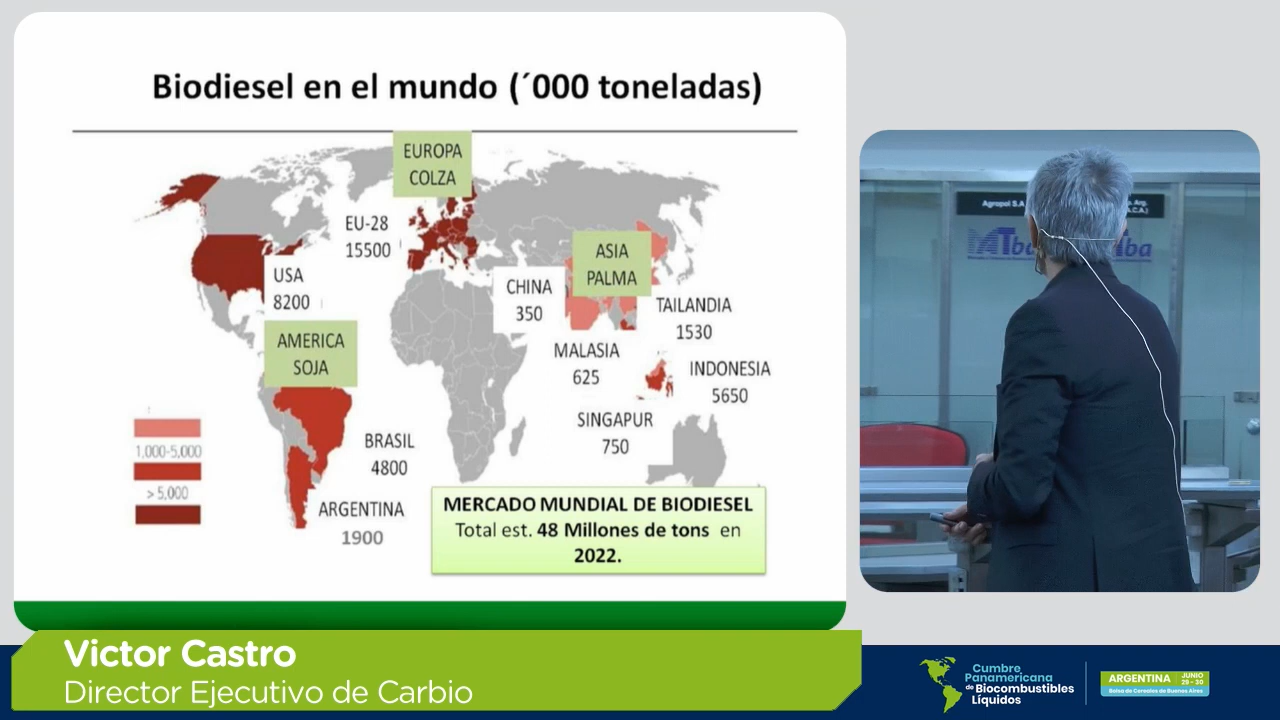 Biodiesel en el mundo (´000 toneladas)
EUROPA
COLZA
EU-28
15500
USA
8200
AMERICA
SOJA
ASIA
PALMA
CHINA
350
TAILANDIA
1530
MALASIA
625
INDONESIA
5650
SINGAPUR
750
BRASIL
4800
ARGENTINA
1900
1,000-5,000
>5,000
MERCADO MUNDIAL DE BIODIESEL
Total est. 48 Millones de tons en
2022.
Agropol S.A
Victor Castro
Director Ejecutivo de Carbio
Cumbre
Panamericana
de Biocombustibles
Líquidos
ARGENTINA
JUNIO
29 - 30
Bolsa de Cereales de Buenos Aires